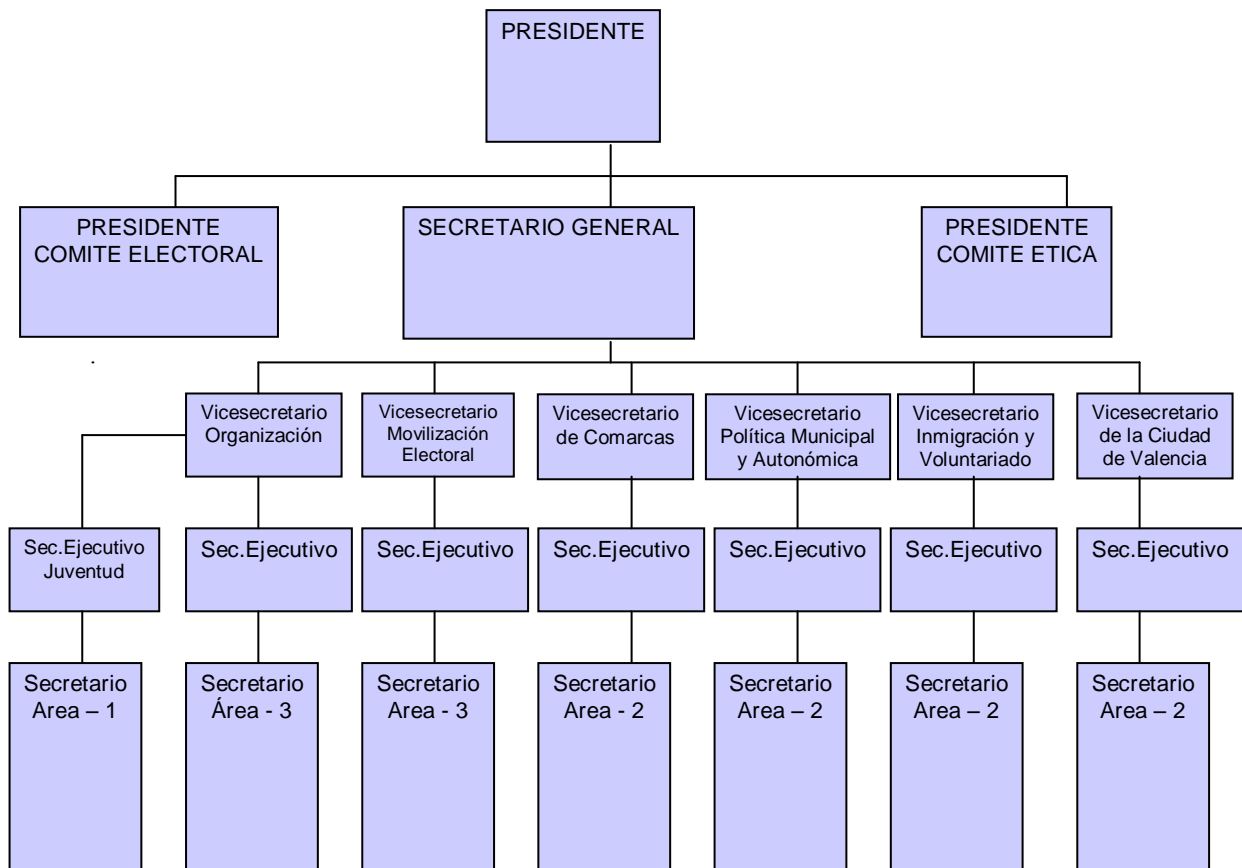 PRESIDENTE
PRESIDENTE
COMITE ELECTORAL
SECRETARIO GENERAL
PRESIDENTE
COMITE ETICA
.
Vicesecretario
Organización
Vicesecretario
Movilización
Electoral
Vicesecretario
de Comarcas
Vicesecretario
Política Municipal
y Autonómica
Vicesecretario
Inmigración y
Voluntariado
Vicesecretario
de la Ciudad
de Valencia
Sec.Ejecutivo
Juventud
Sec.Ejecutivo
Sec.Ejecutivo
Sec.Ejecutivo
Sec.Ejecutivo
Sec.Ejecutivo
Sec.Ejecutivo
Secretario
Area – 1
Secretario
Área - 3
Secretario
Area - 3
Secretario
Area - 2
Secretario
Area – 2
Secretario
Area – 2
Secretario
Area – 2